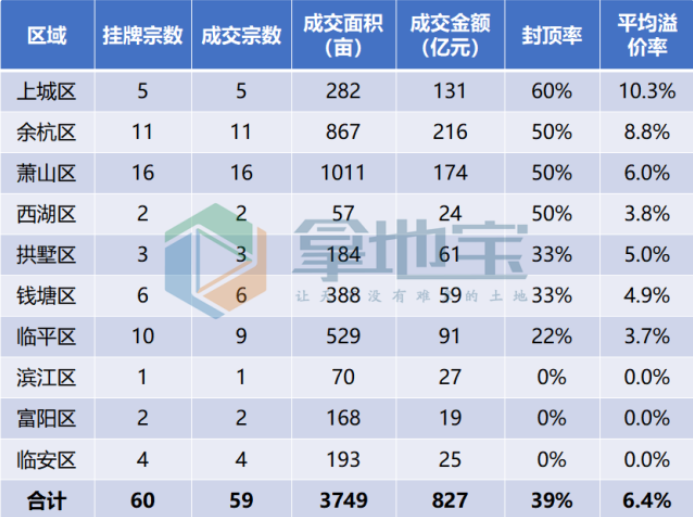 区域 挂牌宗数 成交宗数 成交面积（亩） 成交金额（亿元） 封顶率 平均溢价率
上城区 5 5 282 131 60% 10.3%
余杭区 11 11 867 216 50% 8.8%
萧山区 16 16 1011 174 50% 6.0%
西湖区 2 2 57 24 50% 3.8%
拱墅区 3 3 184 61 33% 5.0%
钱塘区 6 6 388 59 33% 4.9%
临平区 10 9 529 91 22% 3.7%
滨江区 1 1 70 27 0% 0.0%
富阳区 2 2 168 19 0% 0.0%
临安区 4 4 193 25 0% 0.0%
合计 60 59 3749 827 39% 6.4%
拿地宝
让 没有难 的土地